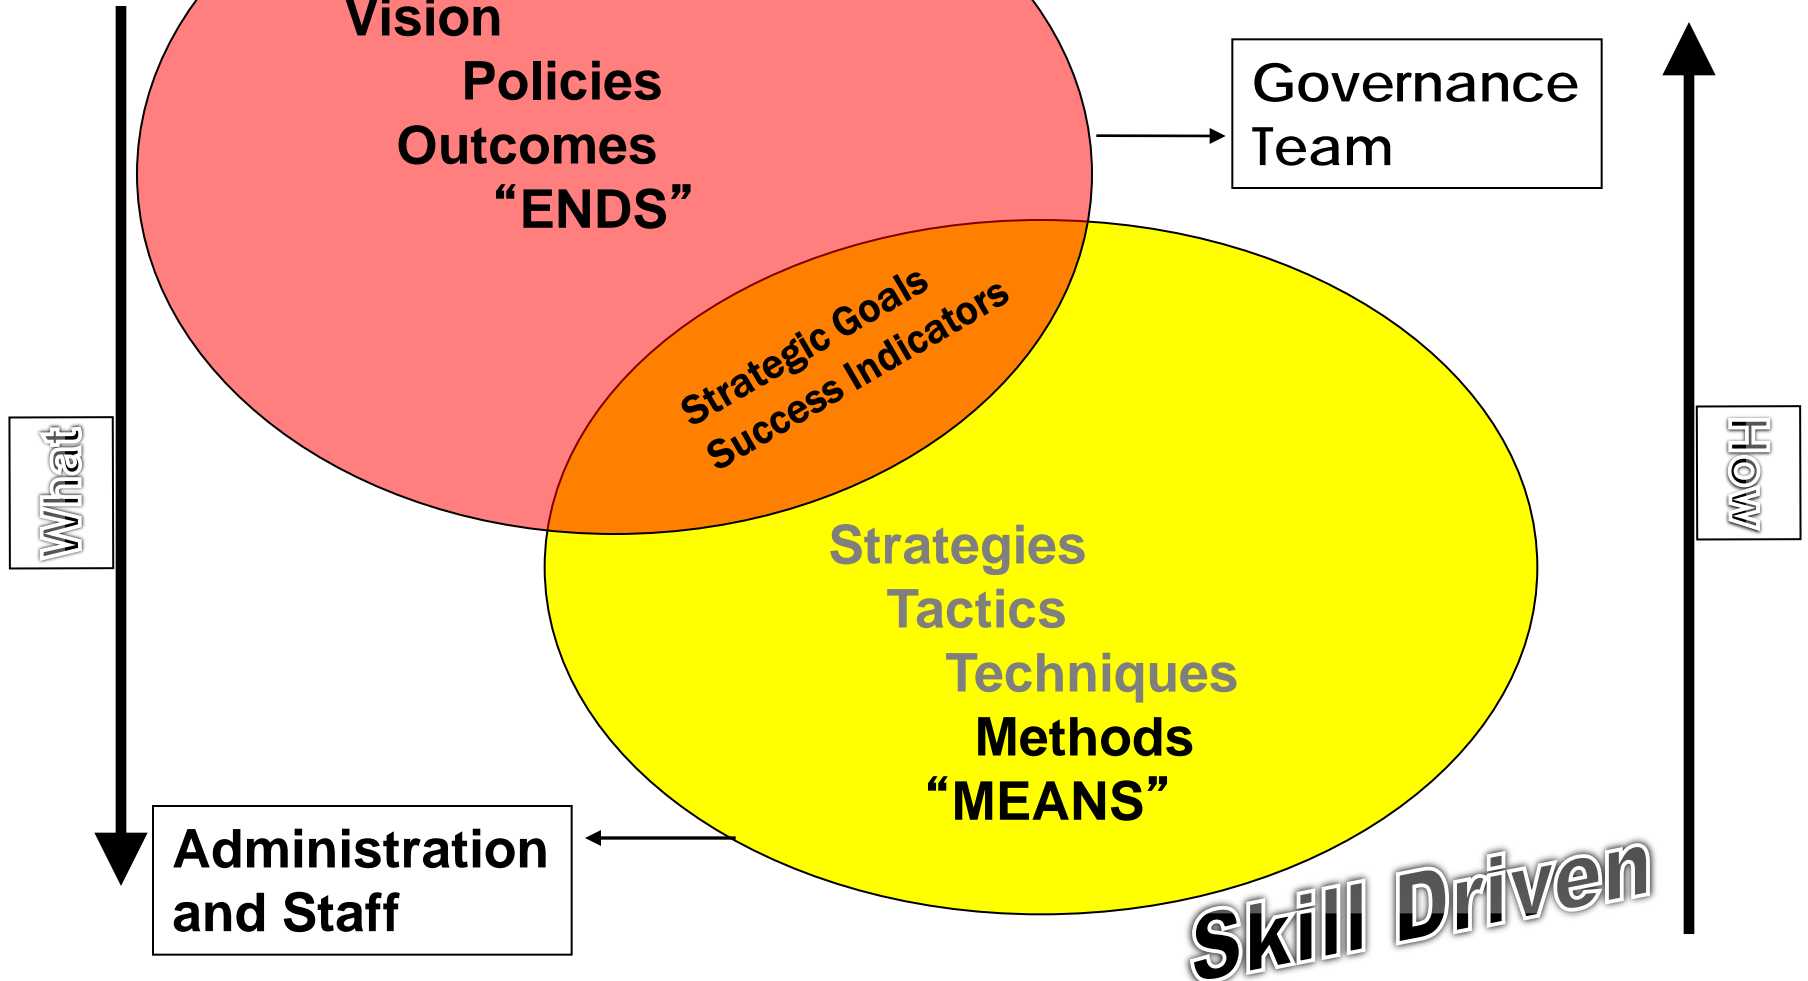 Vision
Policies
Outcomes
“ENDS”
Governance
Team
Strategic Goals
Success Indicators
What
How
Strategies
Tactics
Techniques
Methods
“MEANS”
Administration
and Staff
Skill Driven